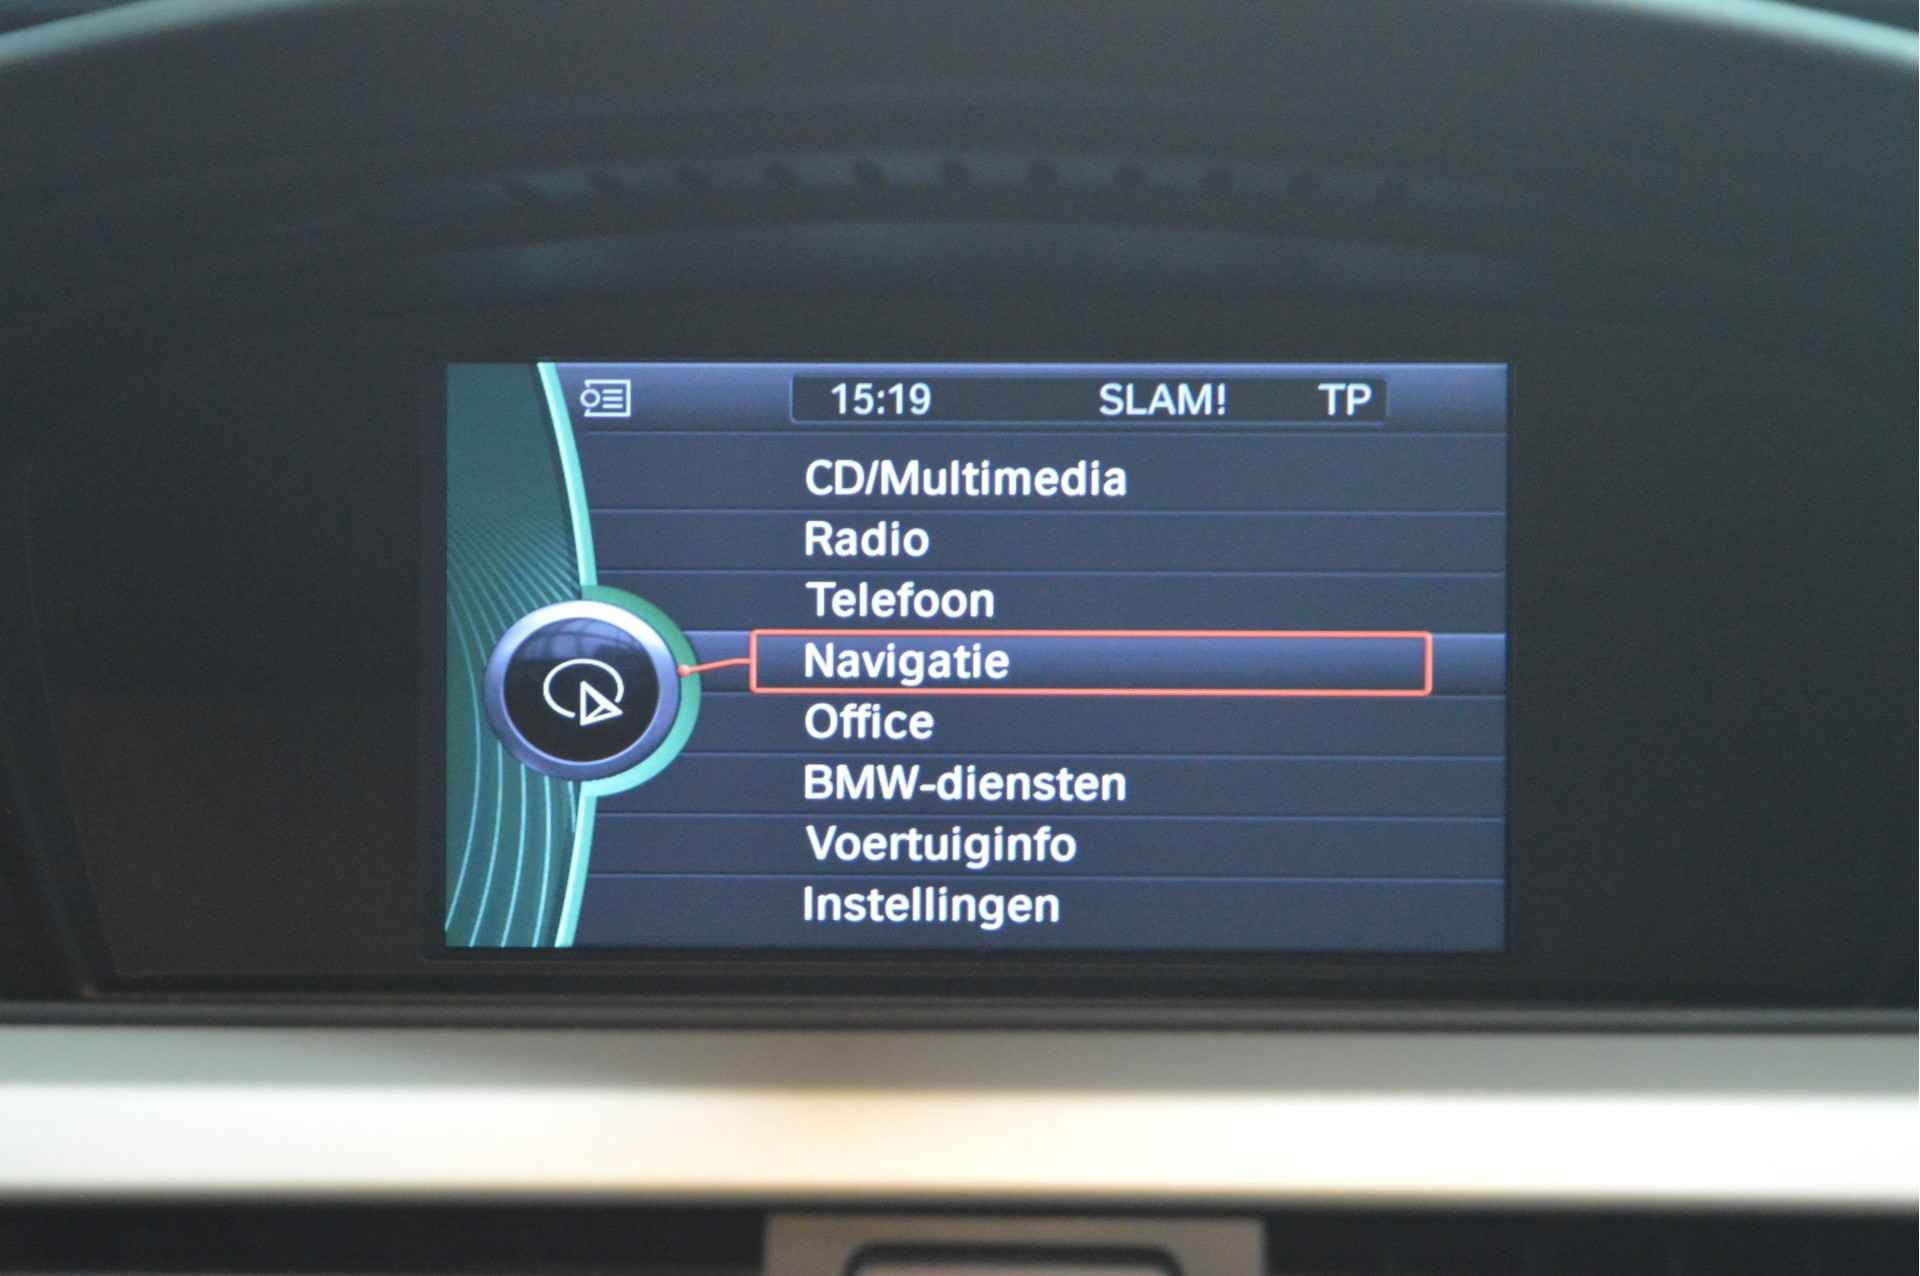 15:19 SLAM! TP
CD/Multimedia
Radio
Telefoon
Navigatie
Office
BMW-diensten
Voertuiginfo
Instellingen